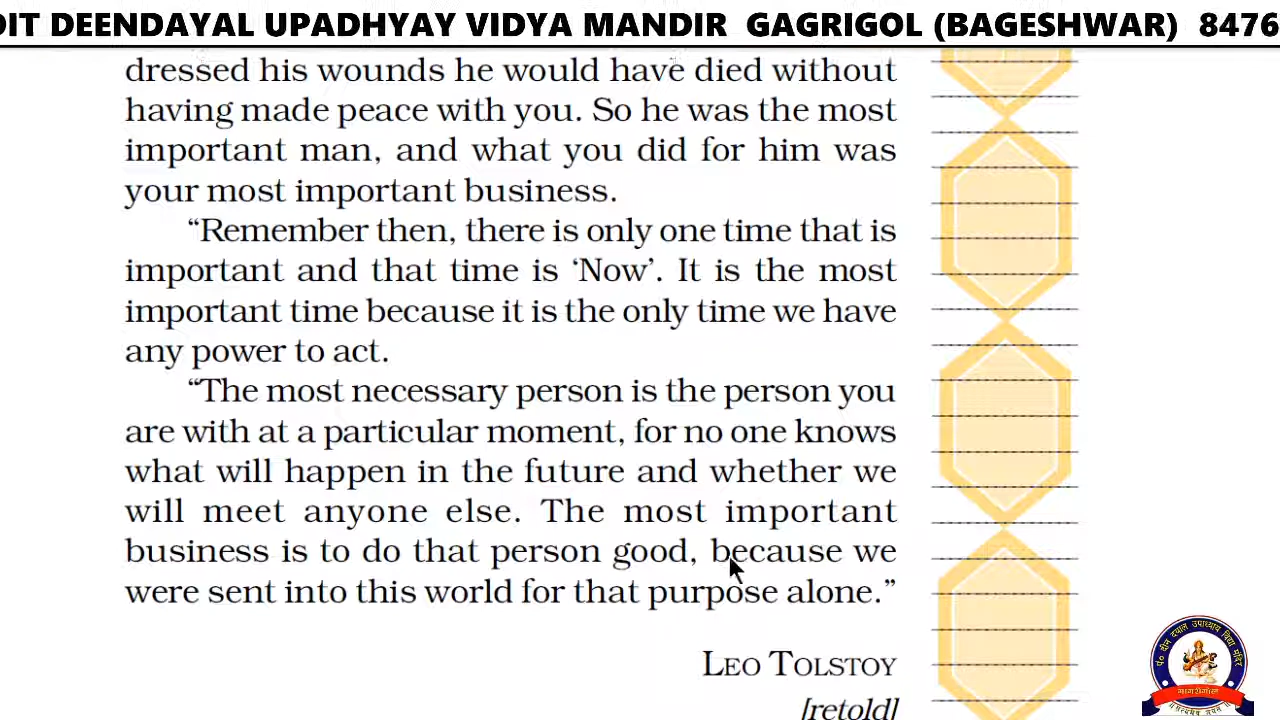 DIT DEENDAYAL UPADHYAY VIDYA MANDIR GAGRIGOL (BAGESHWAR) 8476
dressed his wounds he would have died without
having made peace with you. So he was the most
important man, and what you did for him was
your most important business.
“Remember then, there is only one time that is
important and that time is ‘Now’. It is the most
important time because it is the only time we have
any power to act.
“The most necessary person is the person you
are with at a particular moment, for no one knows
what will happen in the future and whether we
will meet anyone else. The most important
business is to do that person good, because we
were sent into this world for that purpose alone.”
LEO TOLSTOY
[retold]
पं० दीन दयाल उपाध्याय विद्या मंदिर